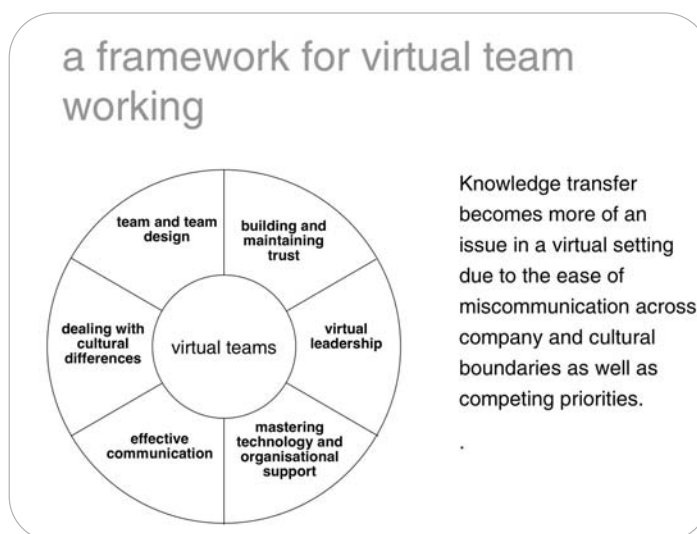 a framework for virtual team
working
team and team
design
building and
maintaining
trust
dealing with
cultural
differences
virtual teams
virtual
leadership
effective
communication
mastering
technology and
organisational
support
Knowledge transfer
becomes more of an
issue in a virtual setting
due to the ease of
miscommunication across
company and cultural
boundaries as well as
competing priorities.
.